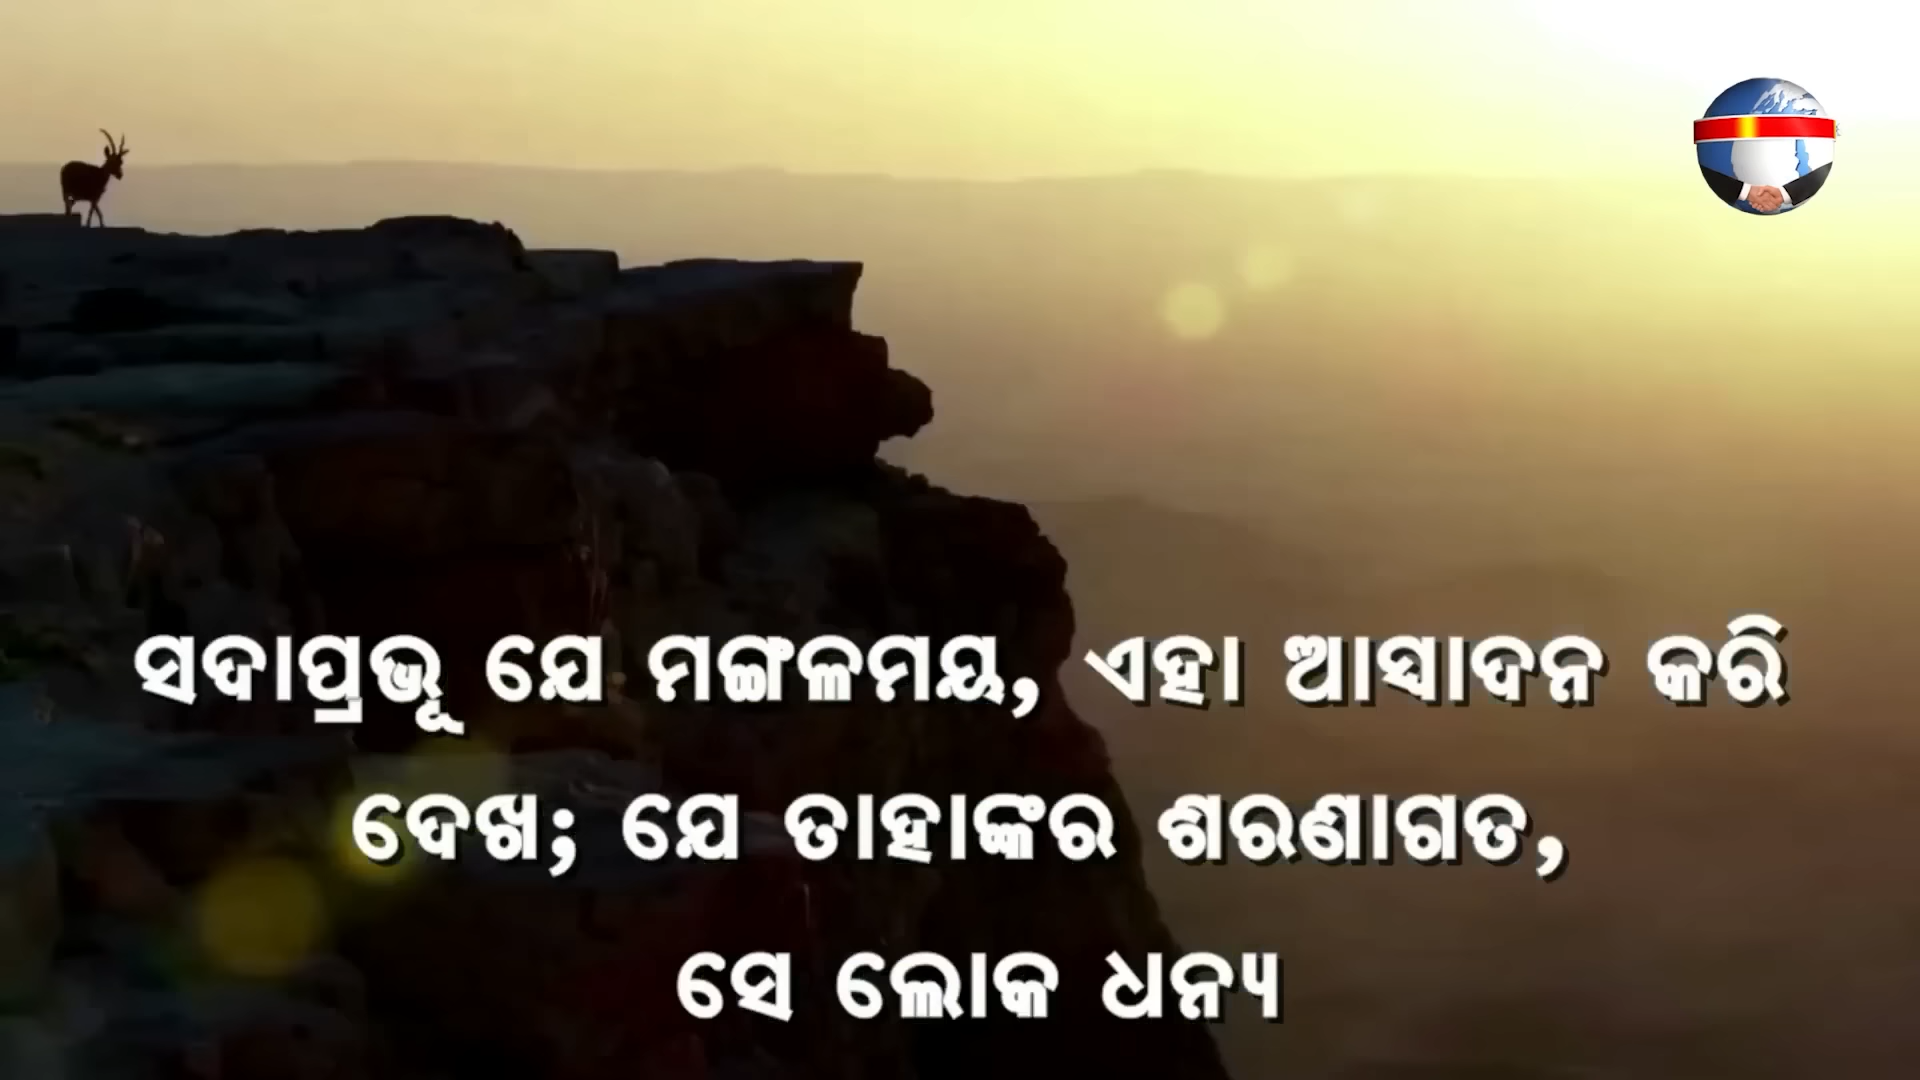 ସଦାପ୍ରଭୂ ଯେ ମଙ୍ଗଳମୟ, ଏହା ଆସ୍ୱାଦନ କରି
ଦେଖ; ଯେ ତାହାଙ୍କର ଶରଣାଗତ,
ସେ ଲୋକ ଧନ୍ୟ